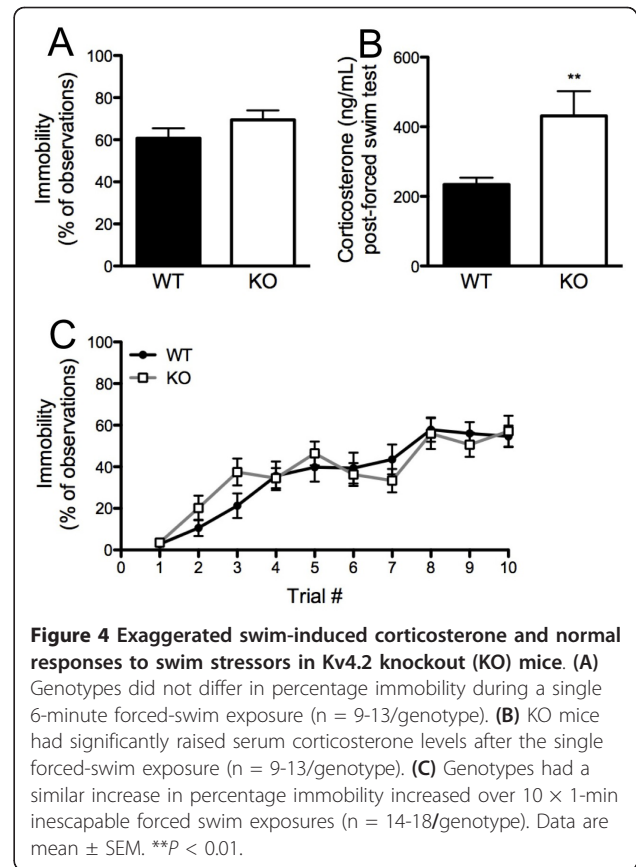 A
Immobility
(% of observations)
100
80
60
40
20
0
WT
KO
B
Corticosterone (ng/mL)
post-forced swim test
600
400
200
0
**
WT
KO
C
Immobility
(% of observations)
100
80
60
40
20
0
WT
KO
0 1 2 3 4 5 6 7 8 9 10
Trial #
Figure 4 Exaggerated swim-induced corticosterone and normal
responses to swim stressors in Kv4.2 knockout (KO) mice. (A)
Genotypes did not differ in percentage immobility during a single
6-minute forced-swim exposure (n = 9-13/genotype). (B) KO mice
had significantly raised serum corticosterone levels after the single
forced-swim exposure (n = 9-13/genotype). (C) Genotypes had a
similar increase in percentage immobility increased over 10 × 1-min
inescapable forced swim exposures (n = 14-18/genotype). Data are
mean ± SEM. **P < 0.01.